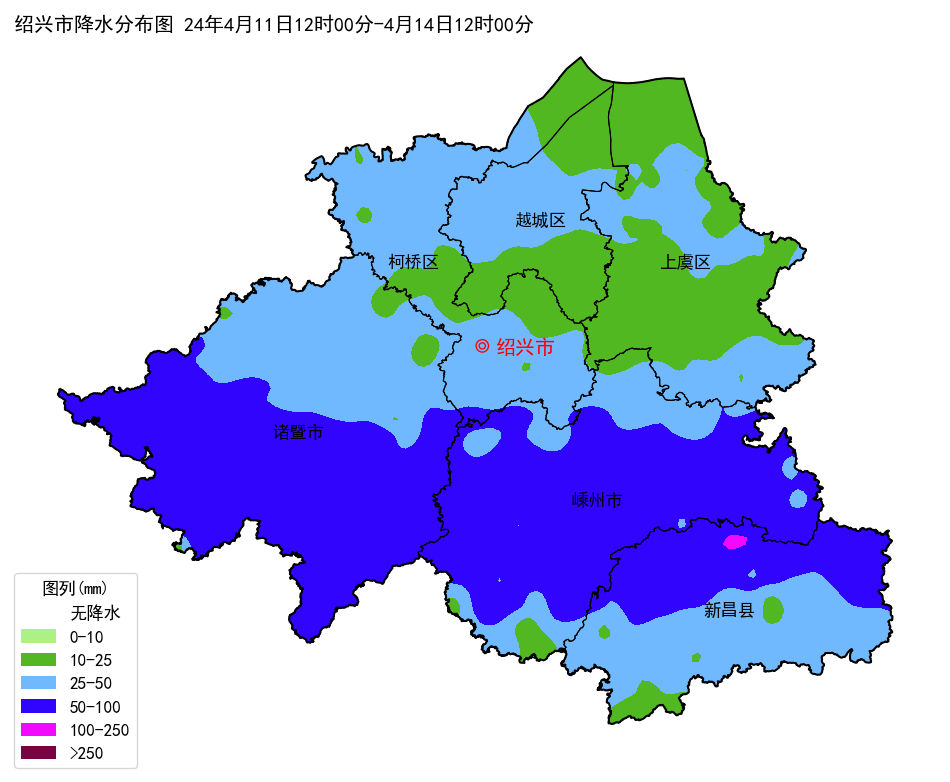 绍兴市降水分布图 24年4月11日12时00分-4月14日12时00分
越城区
柯桥区
上虞区
绍兴市
诸暨市
嵊州市
新昌县
图列(mm)
无降水
0-10
10-25
25-50
50-100
100-250
>250